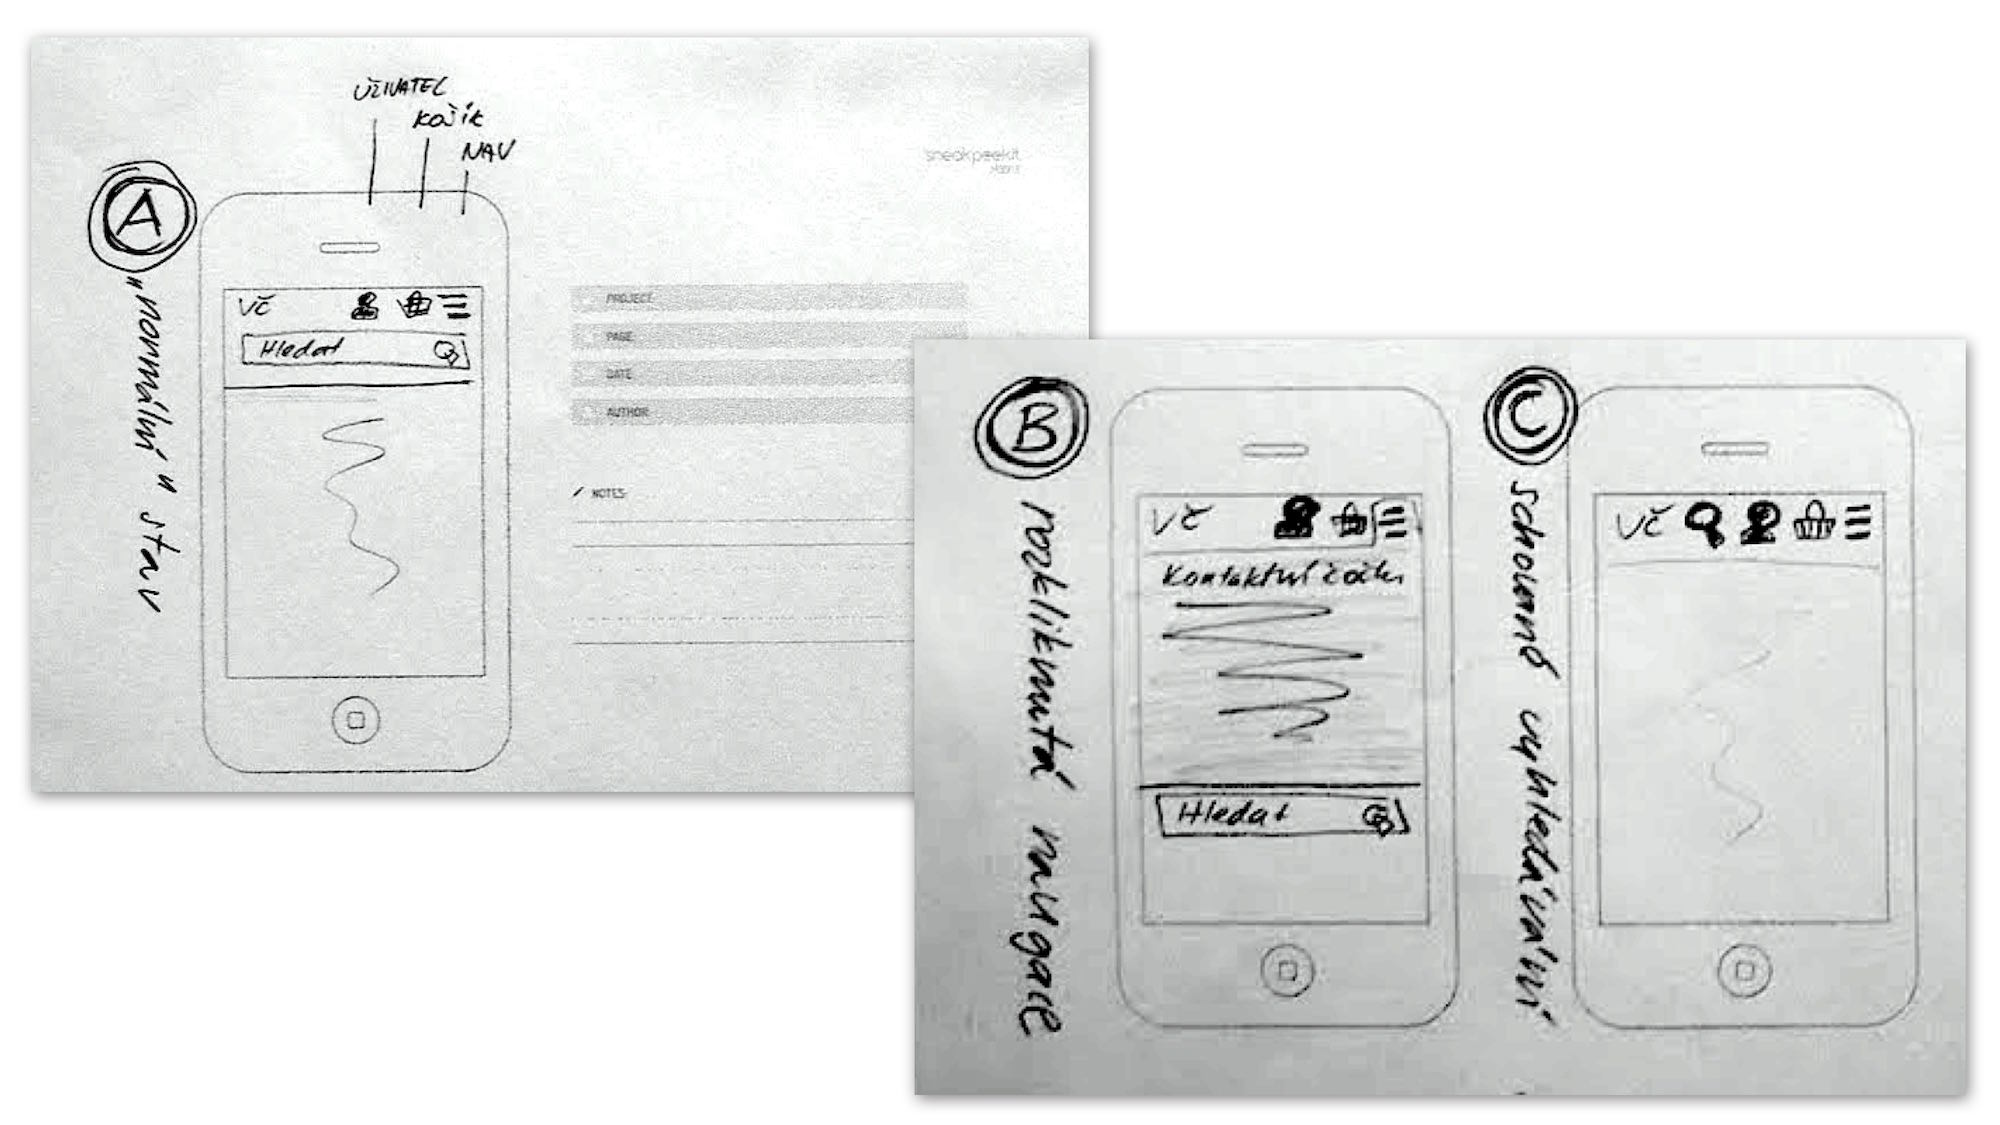 UŽIVATEL
KOŠÍK
NAV
sneakpeekit
A
„normální" stav
VČ
Hledat
PROJECT
PAGE
DATE
AUTHOR
NOTES
B
rozkliknutá navigace
VČ
Kontaktní čočky
Hledat
C
schované vyhledávání
VČ